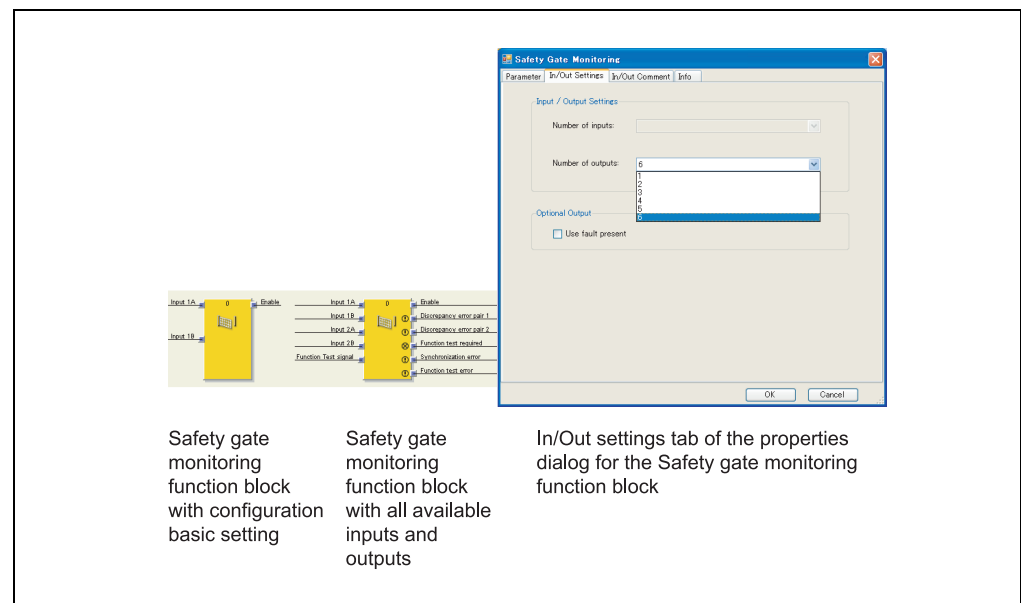 Safety Gate Monitoring
Parameter In/Out Settings In/Out Comment Info
Input / Output Settings
Number of inputs:
Number of outputs: 6
1
2
3
4
5
6
Optional Output
Use fault present
OK Cancel
Input 1A 0 Enable
Input 1B
Input 1A 0 Enable
Input 1B Discrepancy error pair 1
Input 2A Discrepancy error pair 2
Input 2B Function test required
Function Test signal Synchronization error
Function test error
Safety gate
monitoring
function block
with configuration
basic setting
Safety gate
monitoring
function block
with all available
inputs and
outputs
In/Out settings tab of the properties
dialog for the Safety gate monitoring
function block